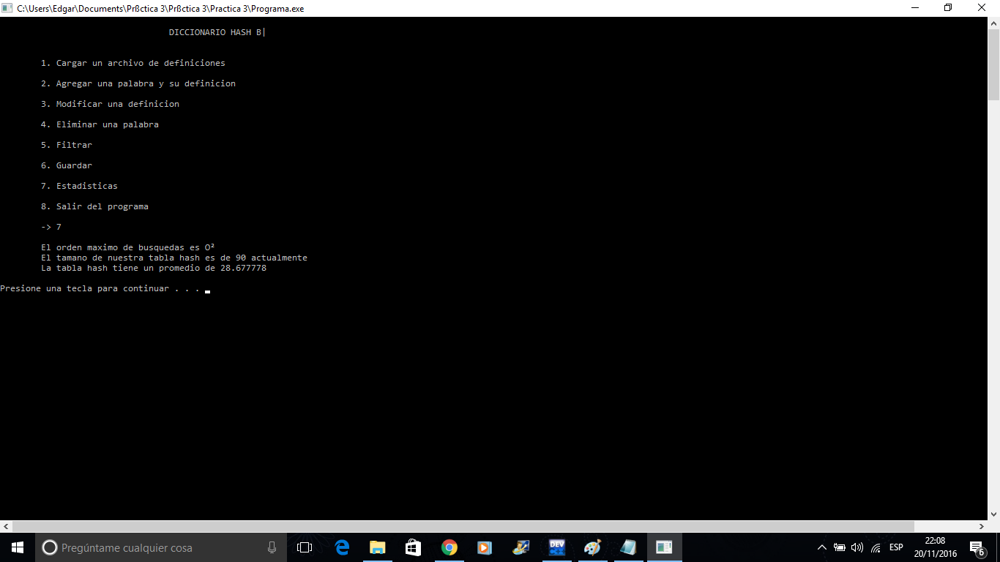 C:\Users\Edgar\Documents\Prßctica 3\Prßctica 3\Practica 3\Programa.exe
DICCIONARIO HASH B|
1. Cargar un archivo de definiciones
2. Agregar una palabra y su definicion
3. Modificar una definicion
4. Eliminar una palabra
5. Filtrar
6. Guardar
7. Estadisticas
8. Salir del programa
-> 7
El orden maximo de busquedas es O²
El tamano de nuestra tabla hash es de 90 actualmente
La tabla hash tiene un promedio de 28.677778
Presione una tecla para continuar . . .
Pregúntame cualquier cosa
DEV
ESP
22:08
20/11/2016
6